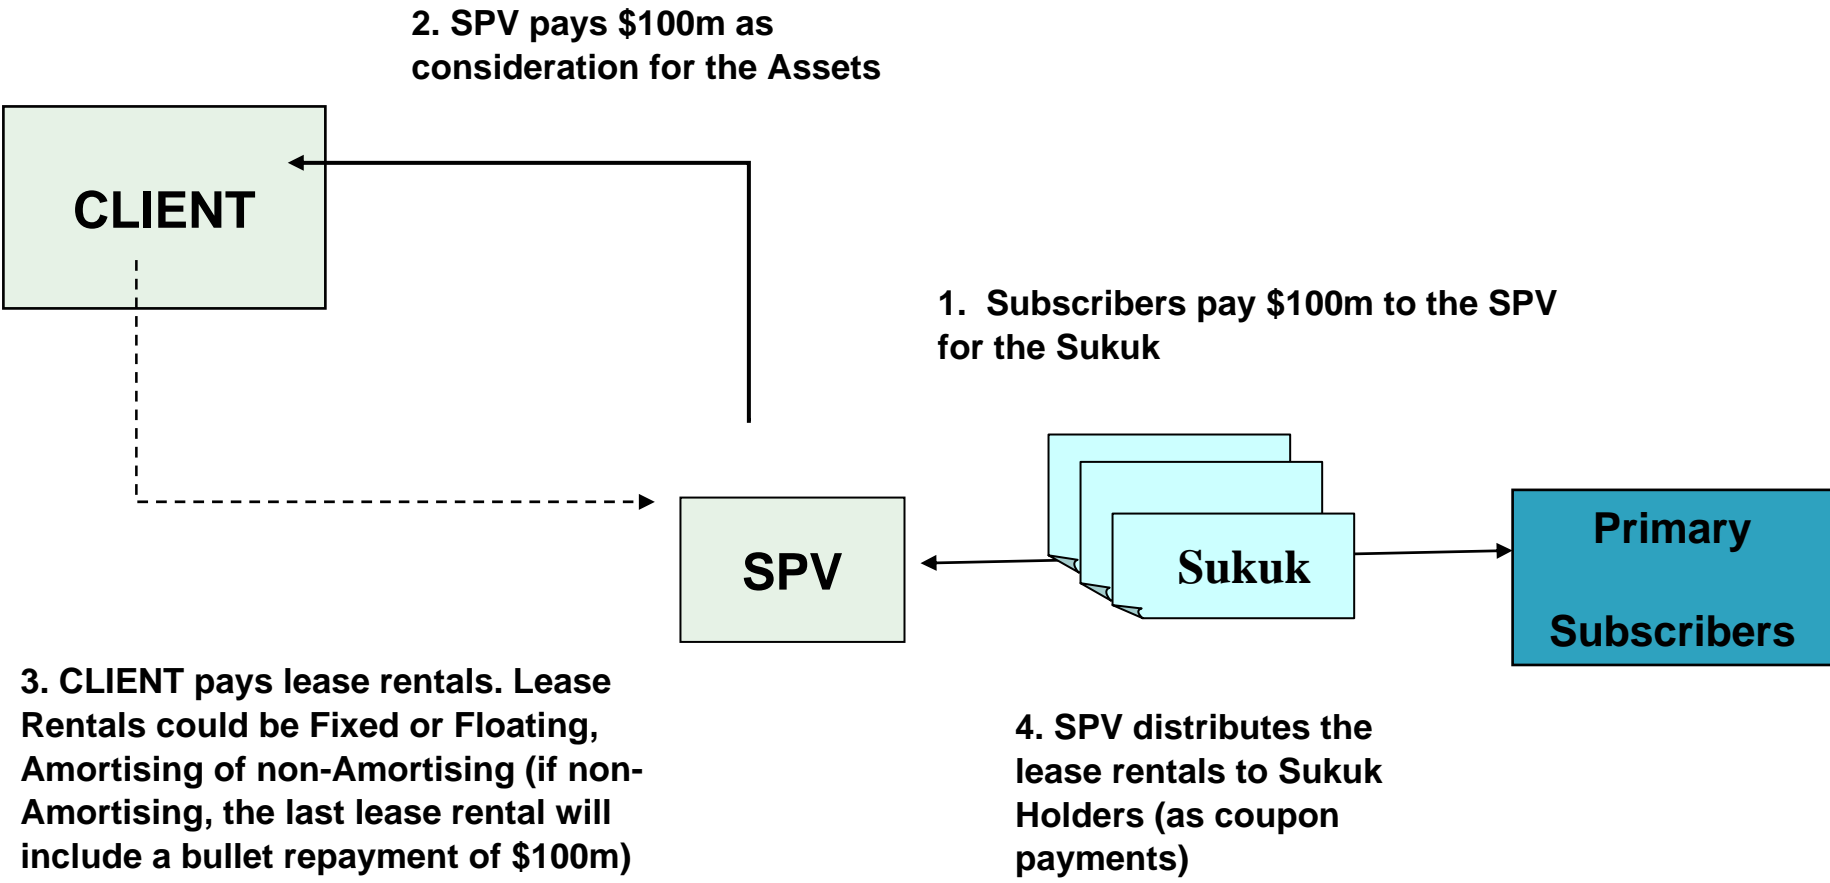 2. SPV pays $100m as
consideration for the Assets
CLIENT
1. Subscribers pay $100m to the SPV
for the Sukuk
SPV
Sukuk
Primary
Subscribers
3. CLIENT pays lease rentals. Lease
Rentals could be Fixed or Floating,
Amortising of non-Amortising (if non-
Amortising, the last lease rental will
include a bullet repayment of $100m)
4. SPV distributes the
lease rentals to Sukuk
Holders (as coupon
payments)